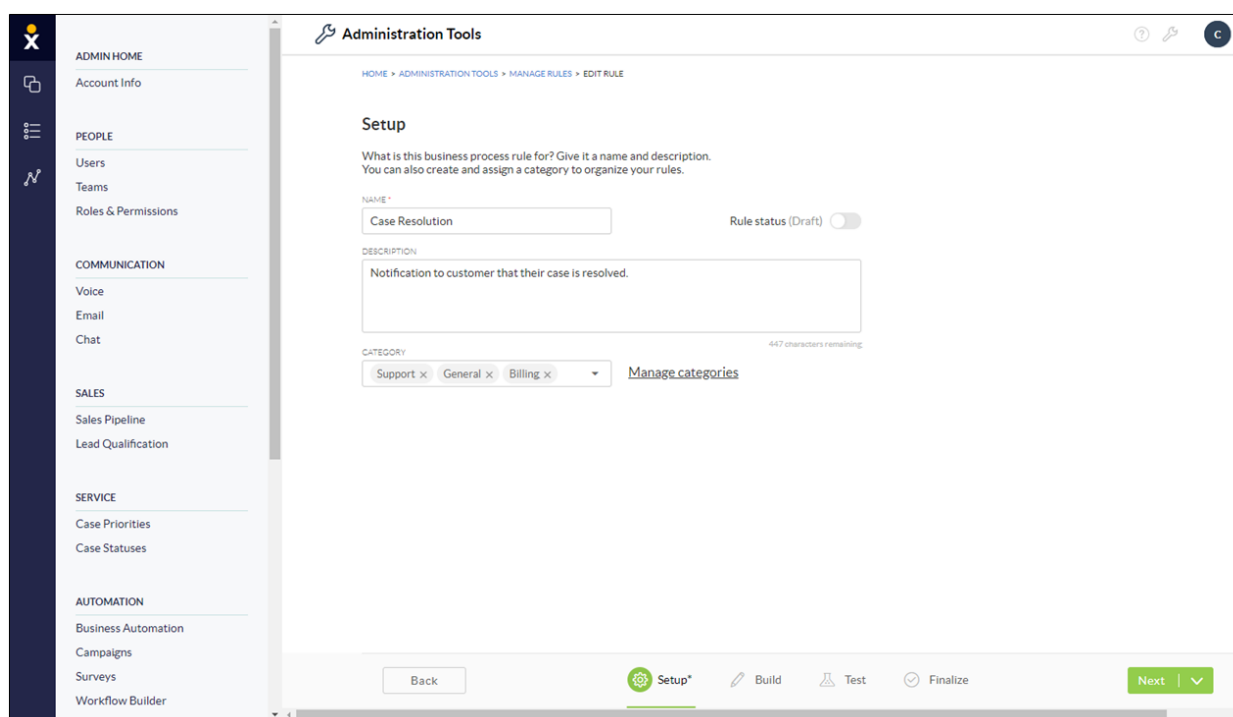 Administration Tools
C
ADMIN HOME
Account Info
PEOPLE
Users
Teams
Roles & Permissions
COMMUNICATION
Voice
Email
Chat
SALES
Sales Pipeline
Lead Qualification
SERVICE
Case Priorities
Case Statuses
AUTOMATION
Business Automation
Campaigns
Surveys
Workflow Builder
HOME > ADMINISTRATION TOOLS > MANAGE RULES > EDIT RULE
Setup
What is this business process rule for? Give it a name and description.
You can also create and assign a category to organize your rules.
NAME *
Case Resolution
Rule status (Draft)
DESCRIPTION
Notification to customer that their case is resolved.
447 characters remaining
CATEGORY
Support × General × Billing ×
Manage categories
Back
Setup*
Build
Test
Finalize
Next